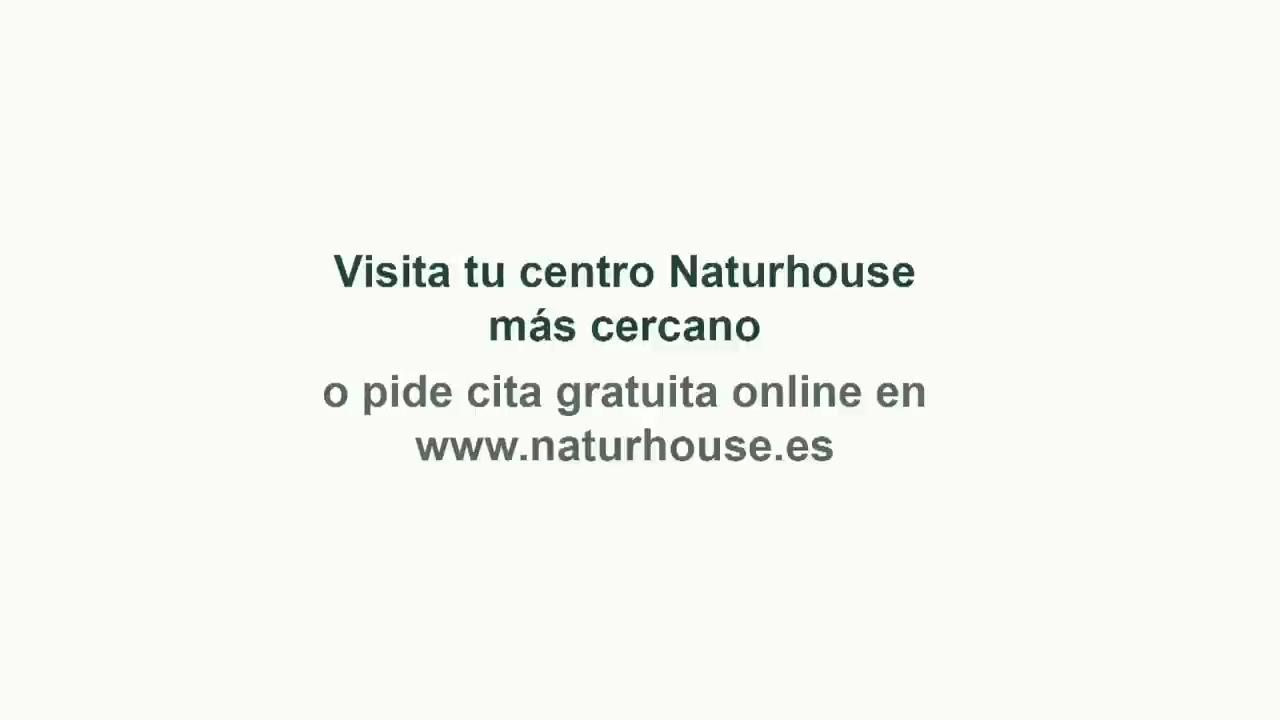 Visita tu centro Naturhouse
más cercano
o pide cita gratuita online en
www.naturhouse.es